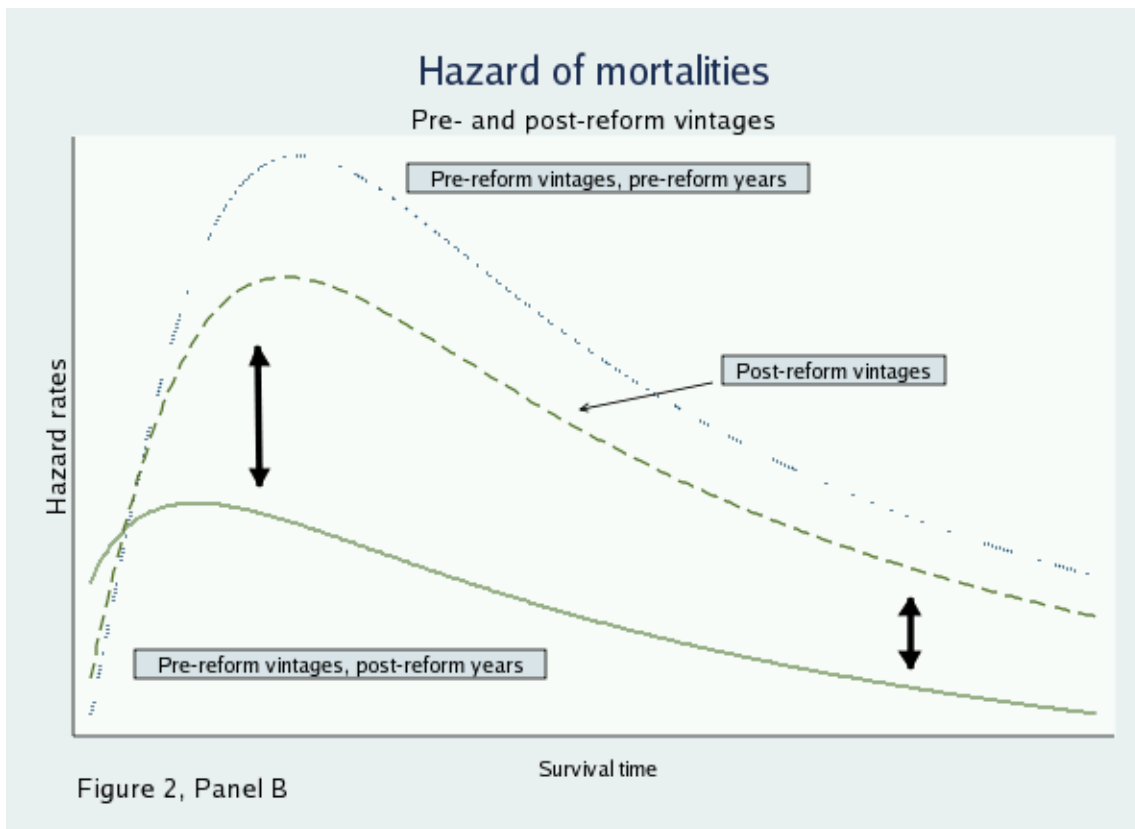 Hazard of mortalities
Pre- and post-reform vintages
Pre-reform vintages, pre-reform years
Post-reform vintages
Hazard rates
Pre-reform vintages, post-reform years
Survival time
Figure 2, Panel B